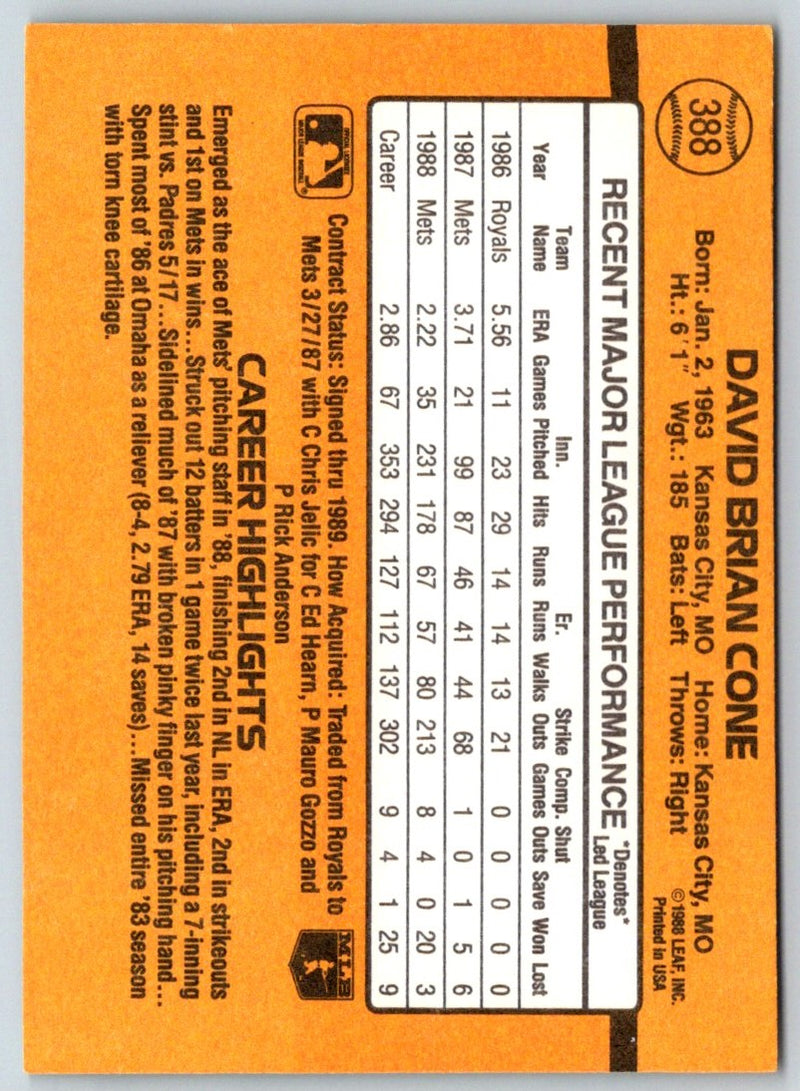 388
DAVID BRIAN CONE
Born: Jan. 2, 1963 Kansas City, MO Home: Kansas City, MO
Ht.: 6'1" Wgt.: 185 Bats: Left Throws: Right
©1988 LEAF, INC.
Printed in USA
RECENT MAJOR LEAGUE PERFORMANCE *Denotes*
Led League
Team Inn. Er. Strike Comp. Shut
Year Name ERA Games Pitched Hits Runs Runs Walks Outs Games Outs Save Won Lost
1986 Royals 5.56 11 23 29 14 14 13 21 0 0 0 0 0
1987 Mets 3.71 21 99 87 46 41 44 68 1 0 1 5 6
1988 Mets 2.22 35 231 178 67 57 80 213 8 4 0 20 3
Career 2.86 67 353 294 127 112 137 302 9 4 1 25 9
OFFICIAL LICENSEE
MAJOR LEAGUE BASEBALL
®
Contract Status: Signed thru 1989. How Acquired: Traded from Royals to
Mets 3/27/87 with C Chris Jelic for C Ed Hearn, P Mauro Gozzo and
P Rick Anderson
MLB
CAREER HIGHLIGHTS
Emerged as the ace of Mets' pitching staff in '88, finishing 2nd in NL in ERA, 2nd in strikeouts
and 1st on Mets in wins... Struck out 12 batters in 1 game twice last year, including a 7-inning
stint vs. Padres 5/17... Sidelined much of '87 with broken pinky finger on his pitching hand...
Spent most of '86 at Omaha as a reliever (8-4, 2.79 ERA, 14 saves)... Missed entire '83 season
with torn knee cartilage.